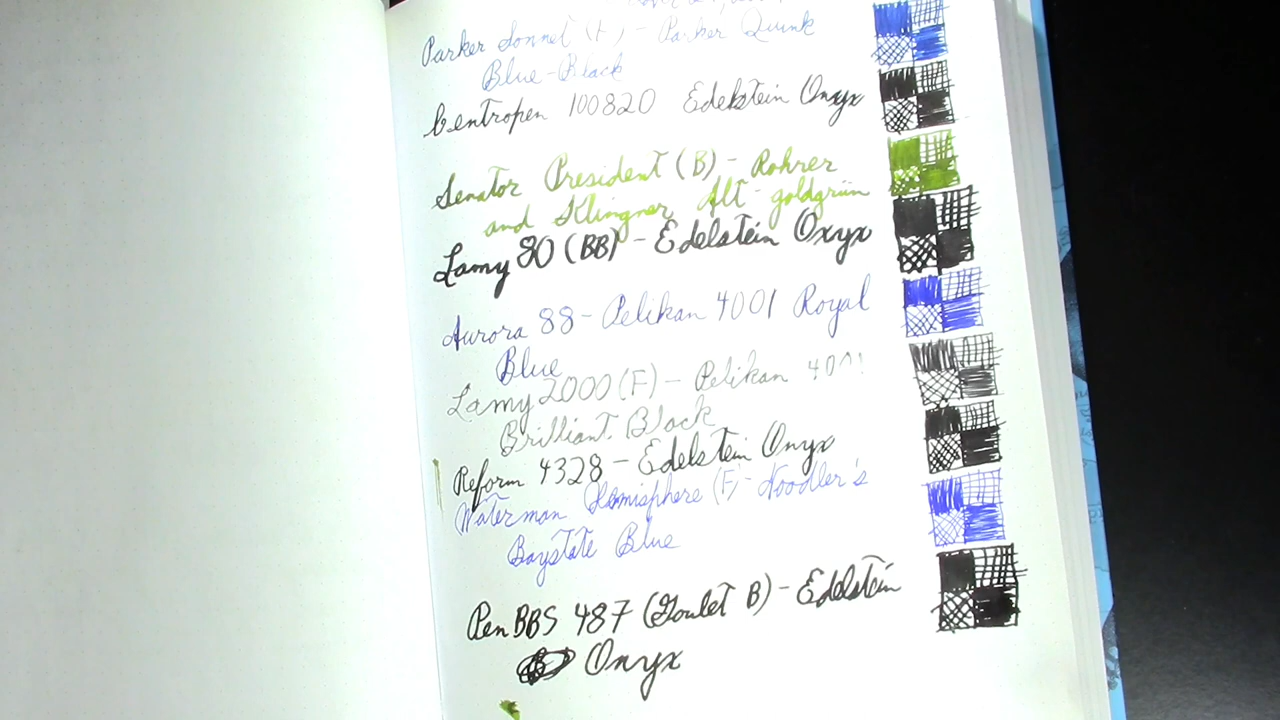 Parker Sonnet (F) - Parker Quink
Blue-Black
Centropen 100820 Edelstein Onyx
Senator President (B) - Rohrer
and Klingner Alt-goldgrün
Lamy 80 (BB) - Edelstein Oxyx
Aurora 88 - Pelikan 4001 Royal
Blue
Lamy 2000 (F) - Pelikan 4001
Brilliant Black
Reform 4328 - Edelstein Onyx
Waterman Hemisphere (F) - Noodler's
Baystate Blue
PenBBS 487 (Goulet B) - Edelstein
Onyx